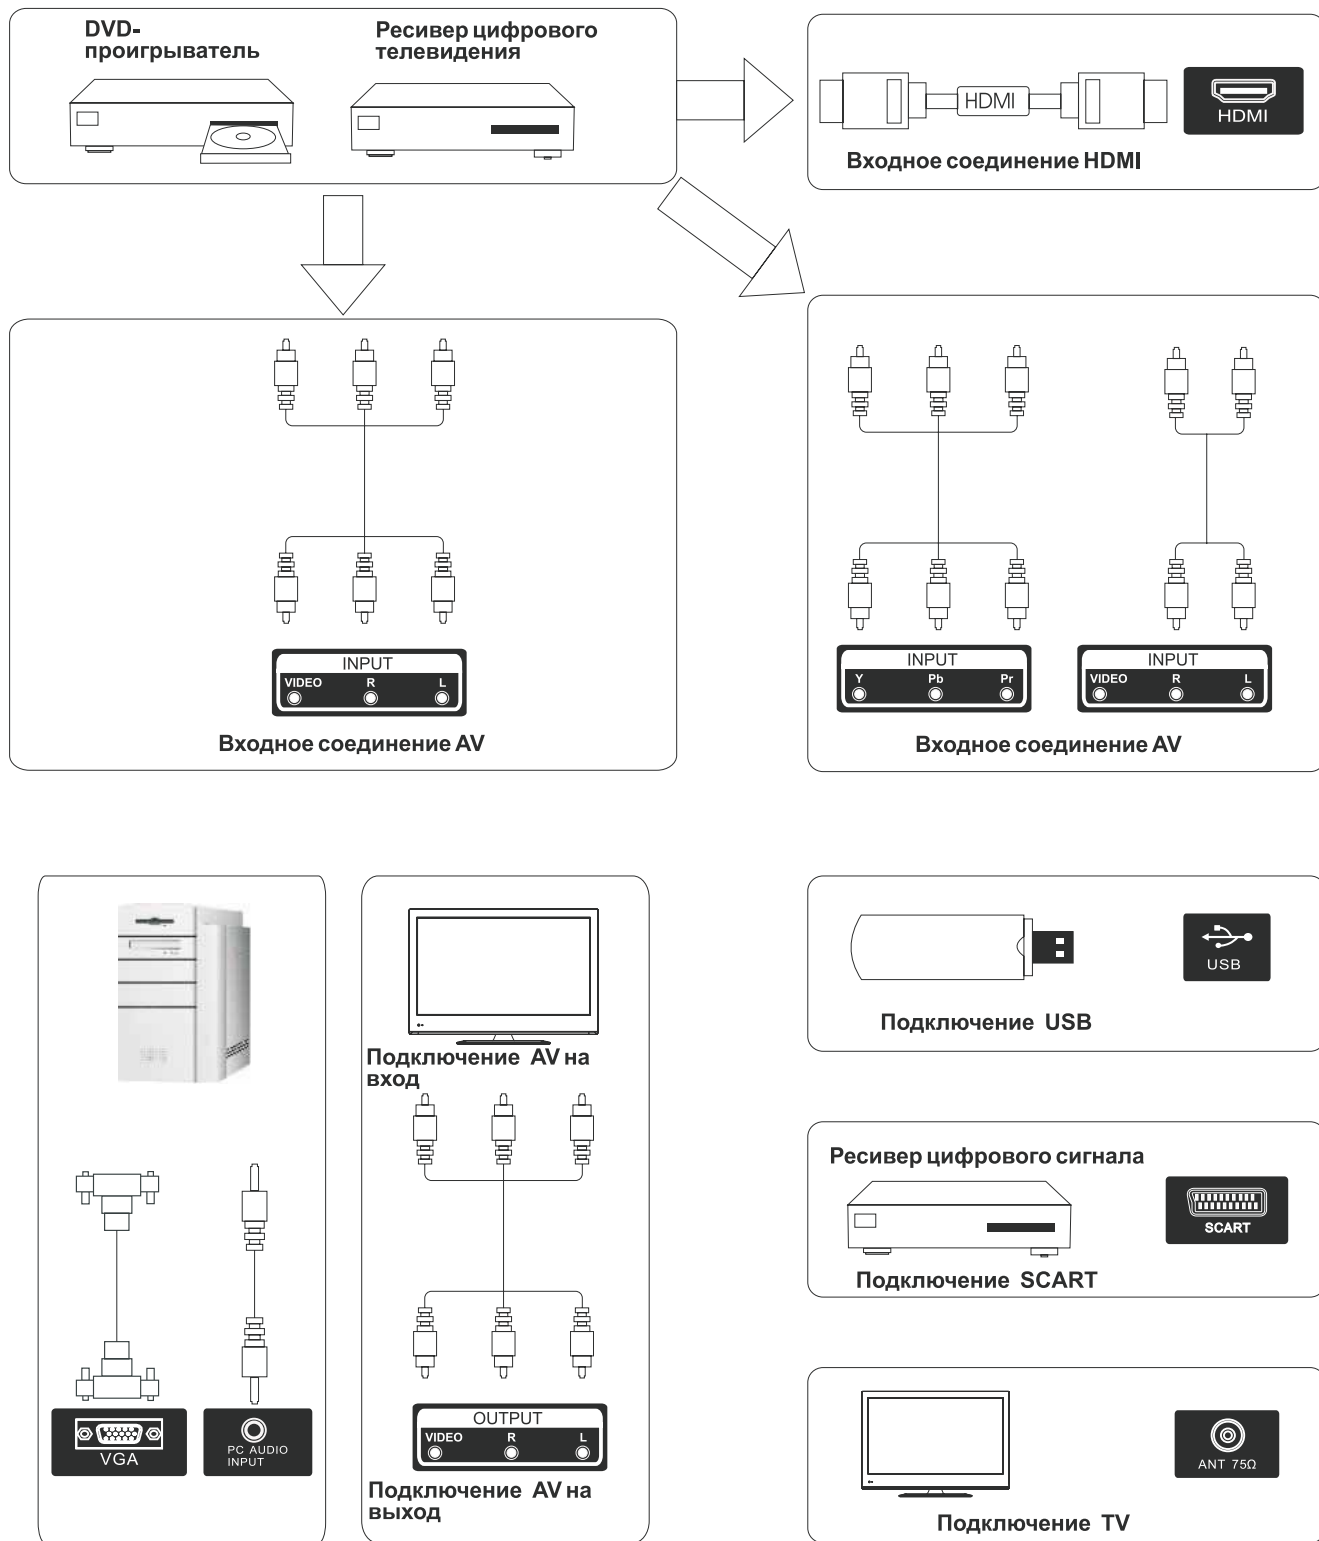 DVD-
проигрыватель
Ресивер цифрового
телевидения
HDMI
HDMI
Входное соединение HDMI
INPUT
VIDEO R L
Входное соединение AV
INPUT
Y Pb Pr
INPUT
VIDEO R L
Входное соединение AV
VGA
PC AUDIO
INPUT
Подключение AV на
вход
OUTPUT
VIDEO R L
Подключение AV на
выход
USB
Подключение USB
Ресивер цифрового сигнала
SCART
Подключение SCART
ANT 75Ω
Подключение TV